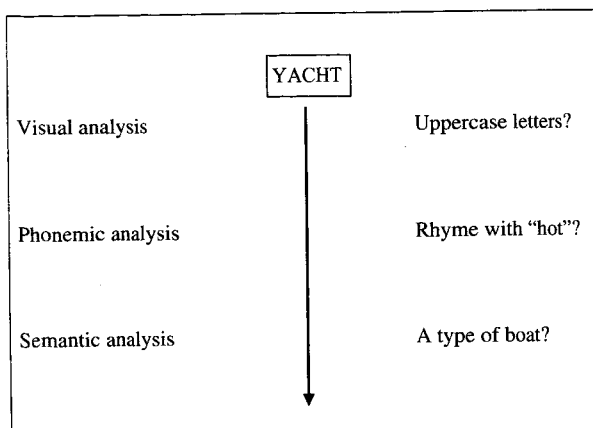 YACHT
Visual analysis Uppercase letters?
Phonemic analysis Rhyme with “hot”?
Semantic analysis A type of boat?